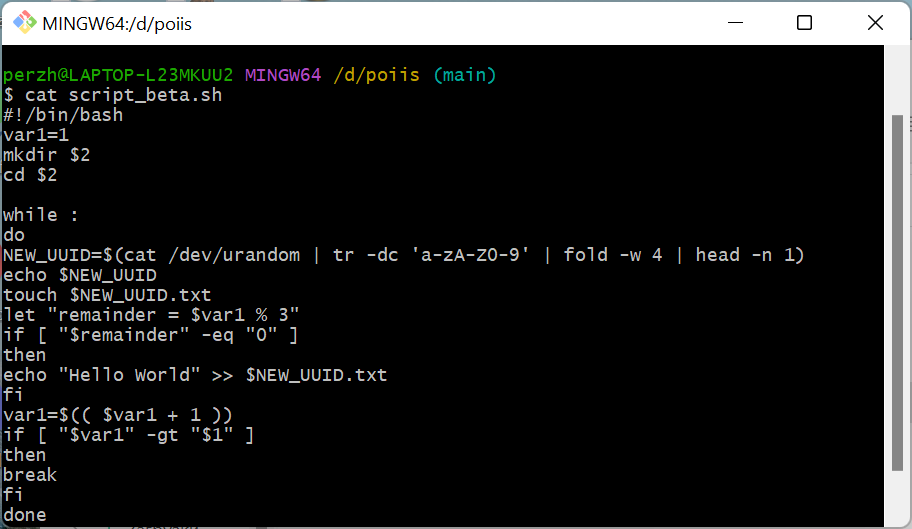 MINGW64:/d/poiis
perzh@LAPTOP-L23MKUU2 MINGW64 /d/poiis (main)
$ cat script_beta.sh
#!/bin/bash
var1=1
mkdir $2
cd $2
while :
do
NEW_UUID=$(cat /dev/urandom | tr -dc 'a-zA-Z0-9' | fold -w 4 | head -n 1)
echo $NEW_UUID
touch $NEW_UUID.txt
let "remainder = $var1 % 3"
if [ "$remainder" -eq "0" ]
then
echo "Hello World" >> $NEW_UUID.txt
fi
var1=$(( $var1 + 1 ))
if [ "$var1" -gt "$1" ]
then
break
fi
done